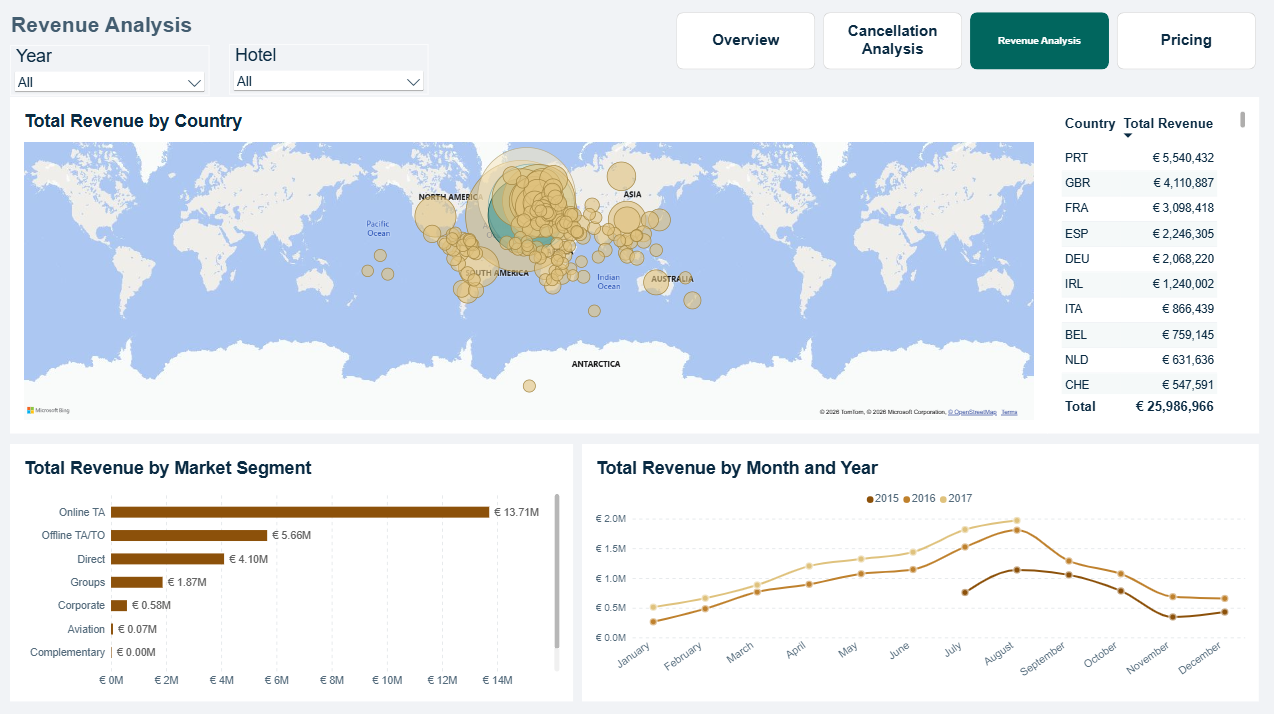 Revenue Analysis
Year
All
Hotel
All
Overview
Cancellation
Analysis
Revenue Analysis
Pricing
Total Revenue by Country
NORTH AMERICA
ASIA
Pacific
Ocean
SOUTH AMERICA
Indian
Ocean
AUSTRALIA
ANTARCTICA
Microsoft Bing
© 2026 TomTom, © 2026 Microsoft Corporation, © OpenStreetMap Terms
Country Total Revenue
PRT € 5,540,432
GBR € 4,110,887
FRA € 3,098,418
ESP € 2,246,305
DEU € 2,068,220
IRL € 1,240,002
ITA € 866,439
BEL € 759,145
NLD € 631,636
CHE € 547,591
Total € 25,986,966
Total Revenue by Market Segment
Online TA € 13.71M
Offline TA/TO € 5.66M
Direct € 4.10M
Groups € 1.87M
Corporate € 0.58M
Aviation € 0.07M
Complementary € 0.00M
€ 0M € 2M € 4M € 6M € 8M € 10M € 12M € 14M
Total Revenue by Month and Year
2015 2016 2017
€ 2.0M
€ 1.5M
€ 1.0M
€ 0.5M
€ 0.0M
January February March April May June July August September October November December